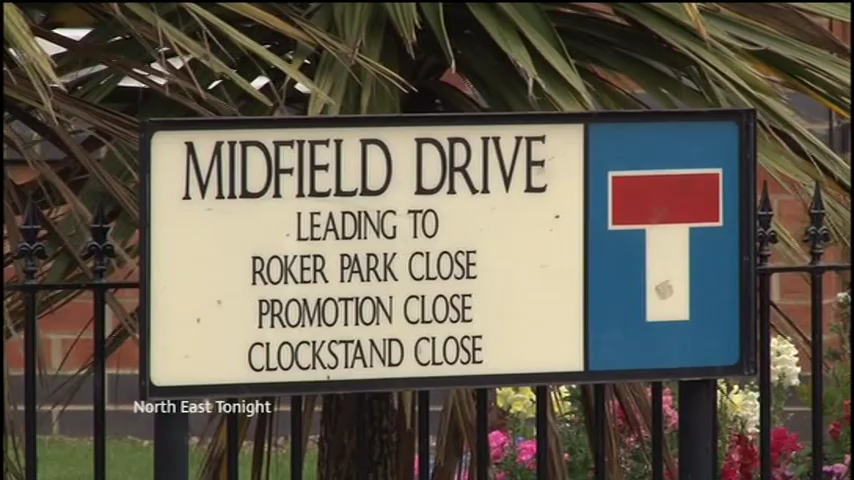 MIDFIELD DRIVE
LEADING TO
ROKER PARK CLOSE
PROMOTION CLOSE
CLOCKSTAND CLOSE
North East Tonight